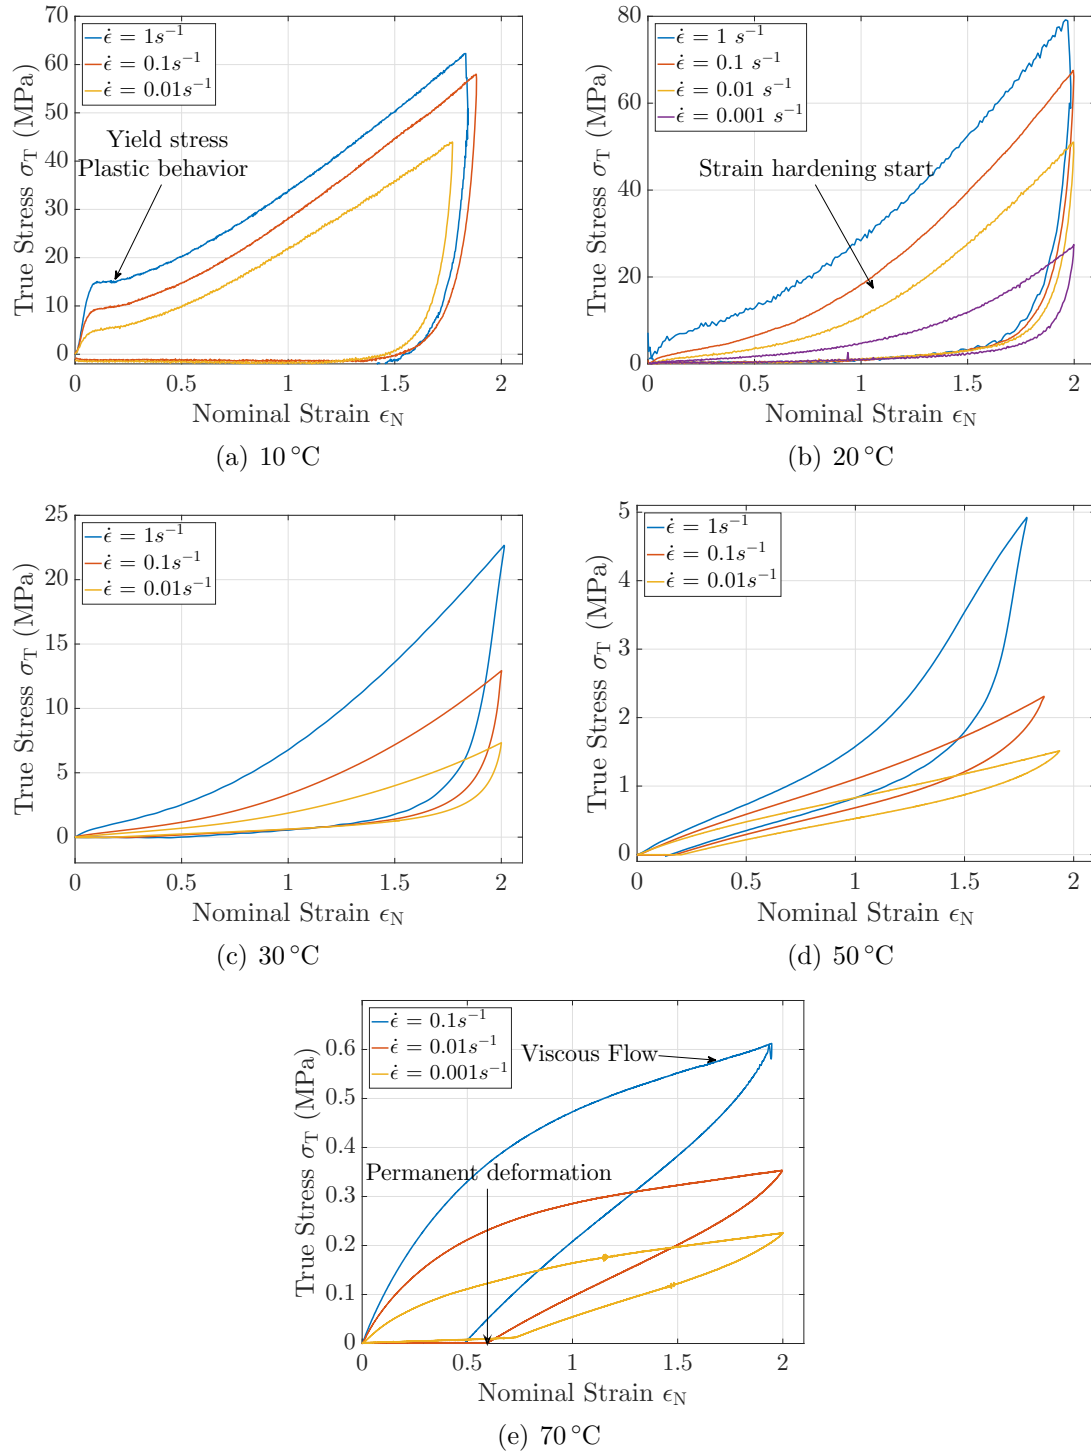 70
60
50
40
30
20
10
0
True Stress σT (MPa)
ϵ̇ = 1s−1
ϵ̇ = 0.1s−1
ϵ̇ = 0.01s−1
Yield stress
Plastic behavior
0 0.5 1 1.5 2
Nominal Strain ϵN
(a) 10 °C
80
60
40
20
0
True Stress σT (MPa)
ϵ̇ = 1 s−1
ϵ̇ = 0.1 s−1
ϵ̇ = 0.01 s−1
ϵ̇ = 0.001 s−1
Strain hardening start
0 0.5 1 1.5 2
Nominal Strain ϵN
(b) 20 °C
25
20
15
10
5
0
True Stress σT (MPa)
ϵ̇ = 1s−1
ϵ̇ = 0.1s−1
ϵ̇ = 0.01s−1
0 0.5 1 1.5 2
Nominal Strain ϵN
(c) 30 °C
5
4
3
2
1
0
True Stress σT (MPa)
ϵ̇ = 1s−1
ϵ̇ = 0.1s−1
ϵ̇ = 0.01s−1
0 0.5 1 1.5 2
Nominal Strain ϵN
(d) 50 °C
0.6
0.5
0.4
0.3
0.2
0.1
0
True Stress σT (MPa)
ϵ̇ = 0.1s−1
ϵ̇ = 0.01s−1
ϵ̇ = 0.001s−1
Viscous Flow
Permanent deformation
0 0.5 1 1.5 2
Nominal Strain ϵN
(e) 70 °C